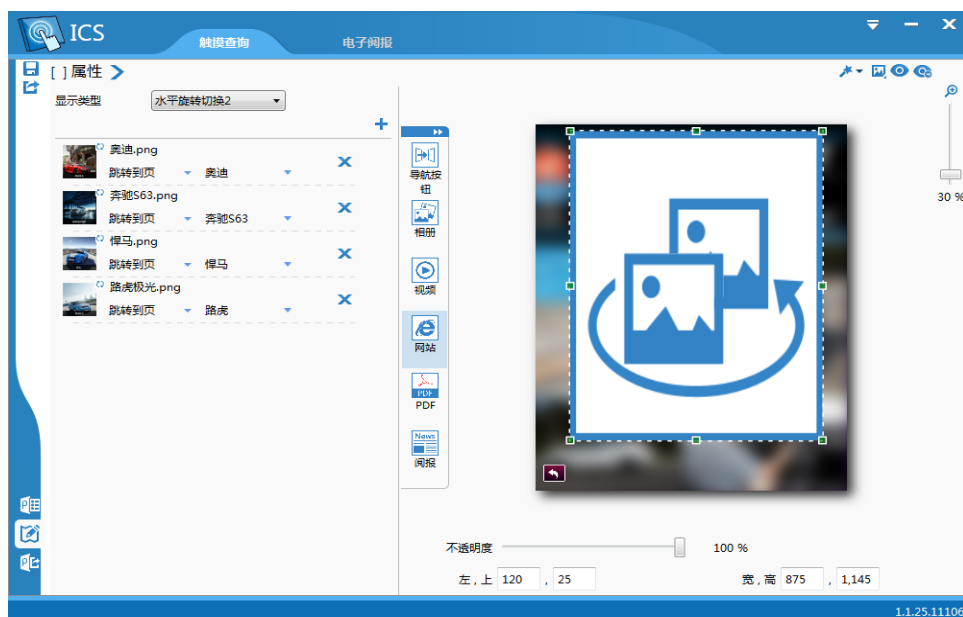 ICS
触摸查询
电子阅报
[ ] 属性
显示类型
水平旋转切换2
奥迪.png
跳转到页
奥迪
奔驰S63.png
跳转到页
奔驰S63
悍马.png
跳转到页
悍马
路虎极光.png
跳转到页
路虎
导航按
钮
相册
视频
网站
PDF
PDF
News
阅报
30 %
不透明度
100 %
左 , 上 120 , 25
宽 , 高 875 , 1,145
1.1.25.11106